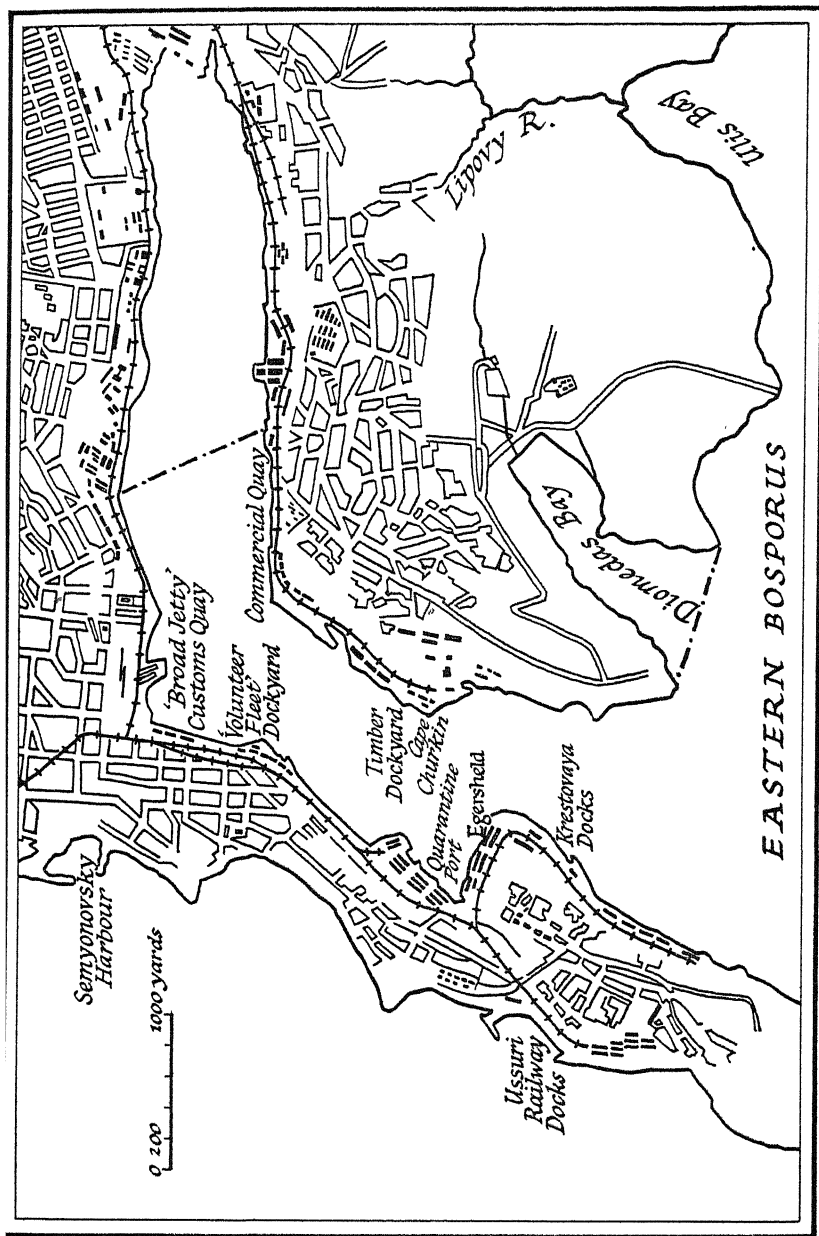 Semyonovsky
Harbour
0 200
1000 yards
'Broad Jetty'
Customs Quay
'Volunteer
Fleet'
Dockyard
Commercial Quay
Timber
Dockyard
Cape
Churkin
Quarantine
Port
Egersheld
Krestovaya
Docks
Ussuri
Railway
Docks
Lipovy R.
Diomedas Bay
Ulis Bay
EASTERN BOSPORUS